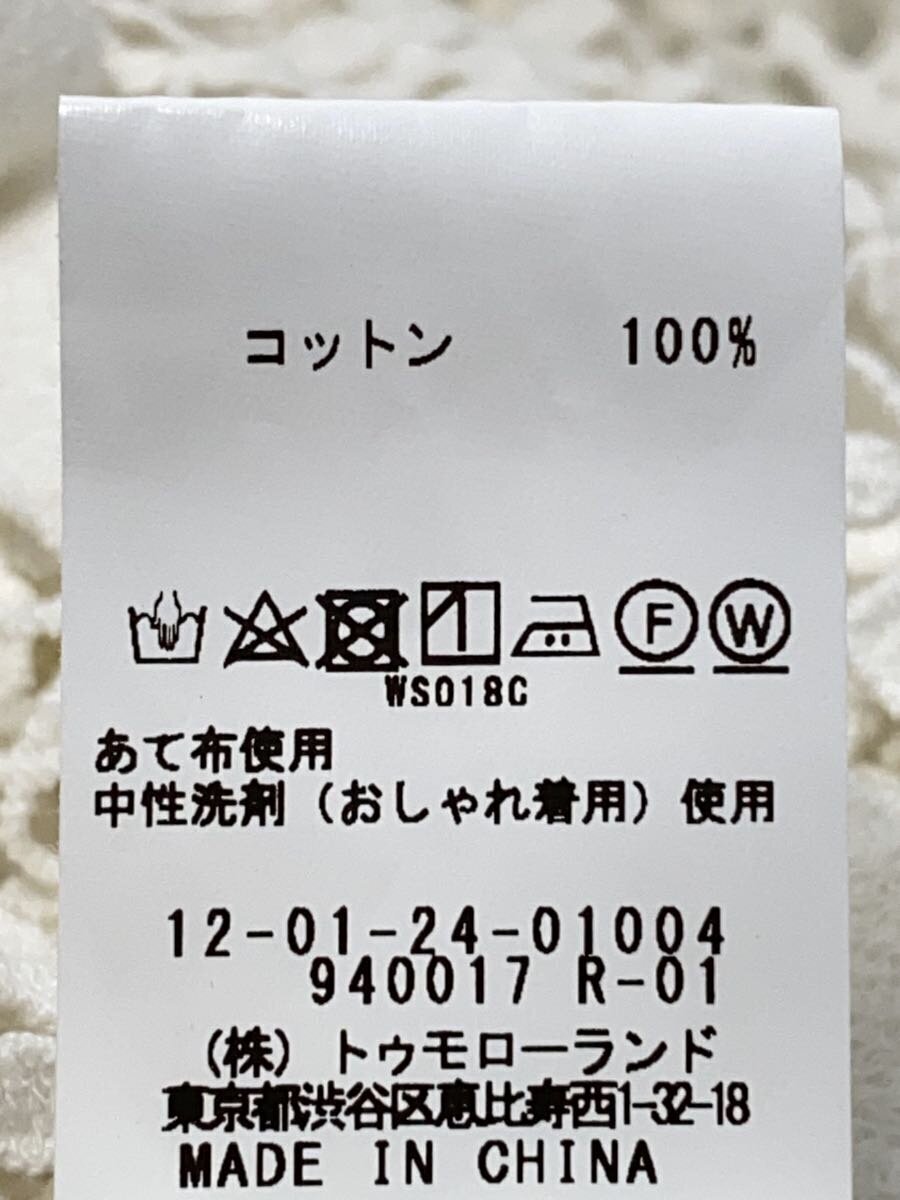 コットン 100%
F W
WS018C
あて布使用
中性洗剤（おしゃれ着用）使用
12-01-24-01004
940017 R-01
（株）トゥモローランド
東京都渋谷区恵比寿西1-32-18
MADE IN CHINA